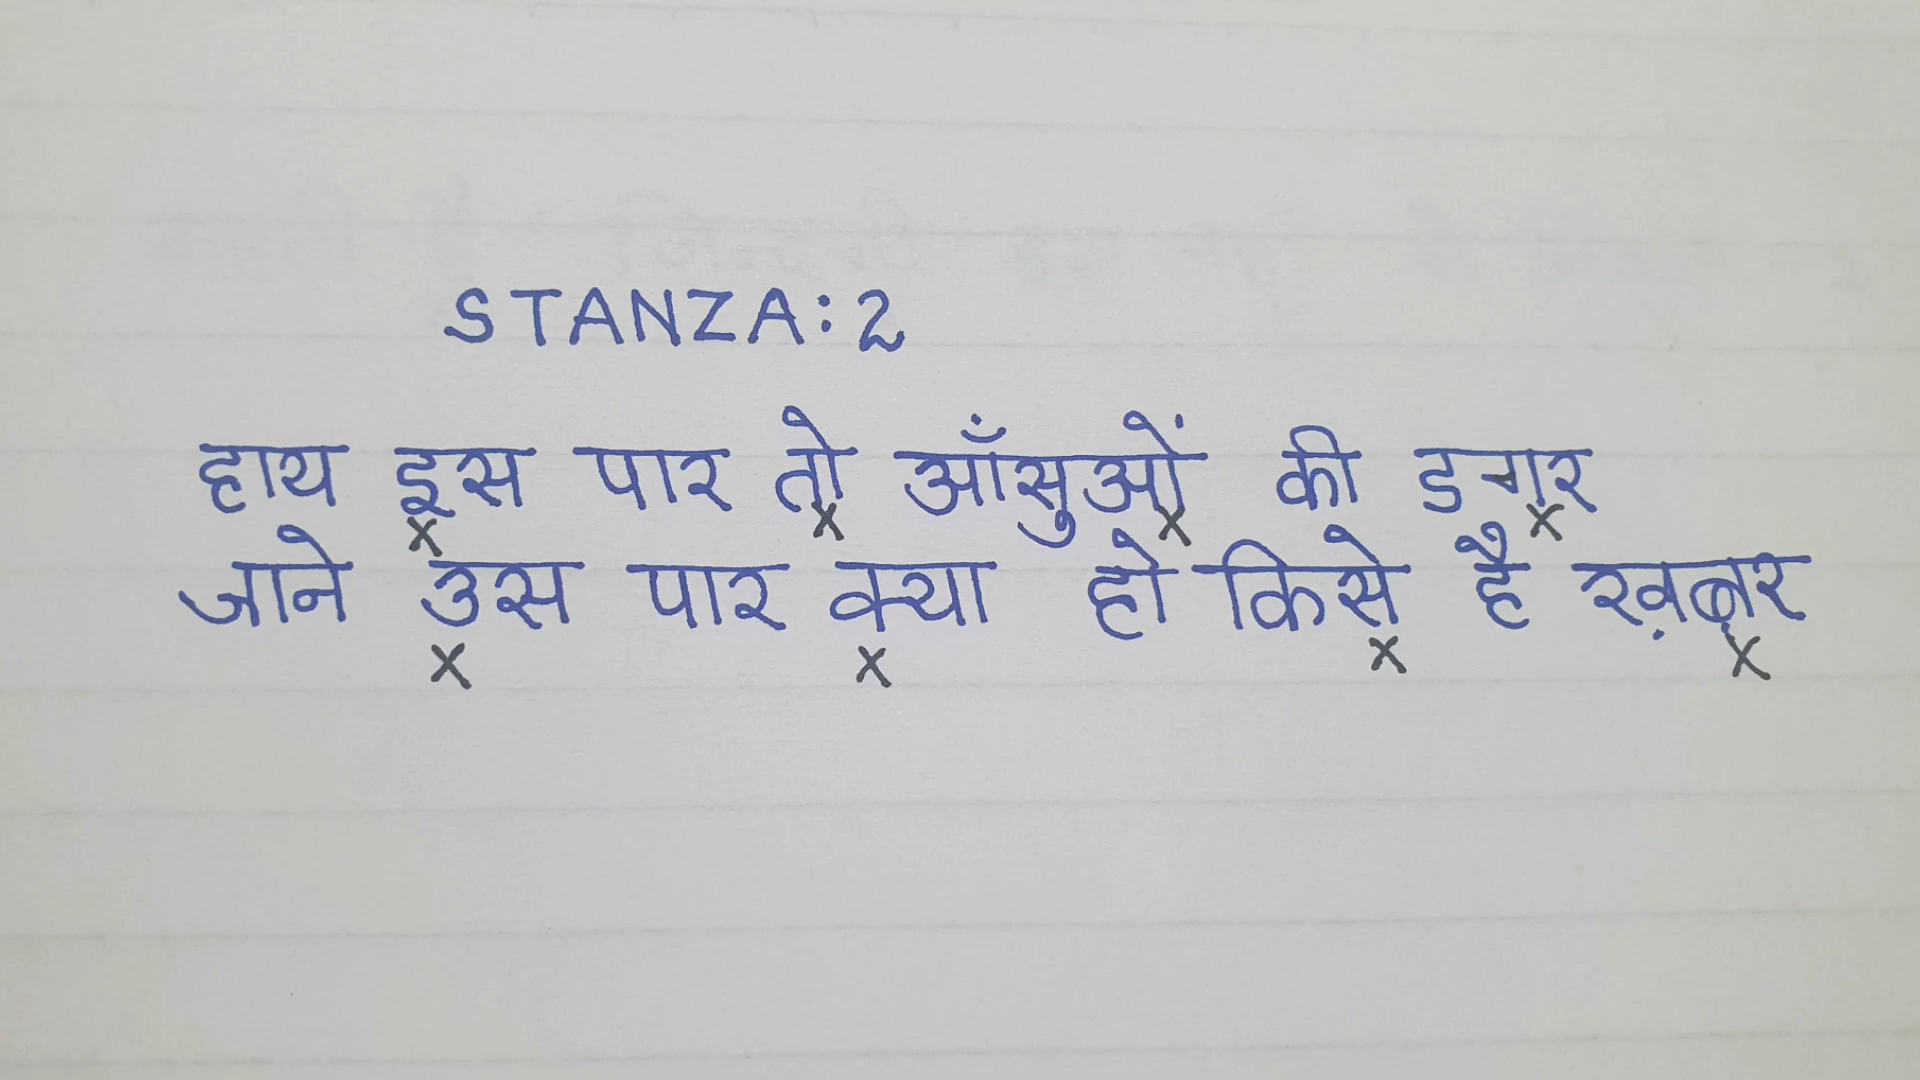 STANZA:2
हाय इस पार तो आँसुओं की डगर
x x x x
जाने उस पार क्या हो किसे है ख़बर
x x x x